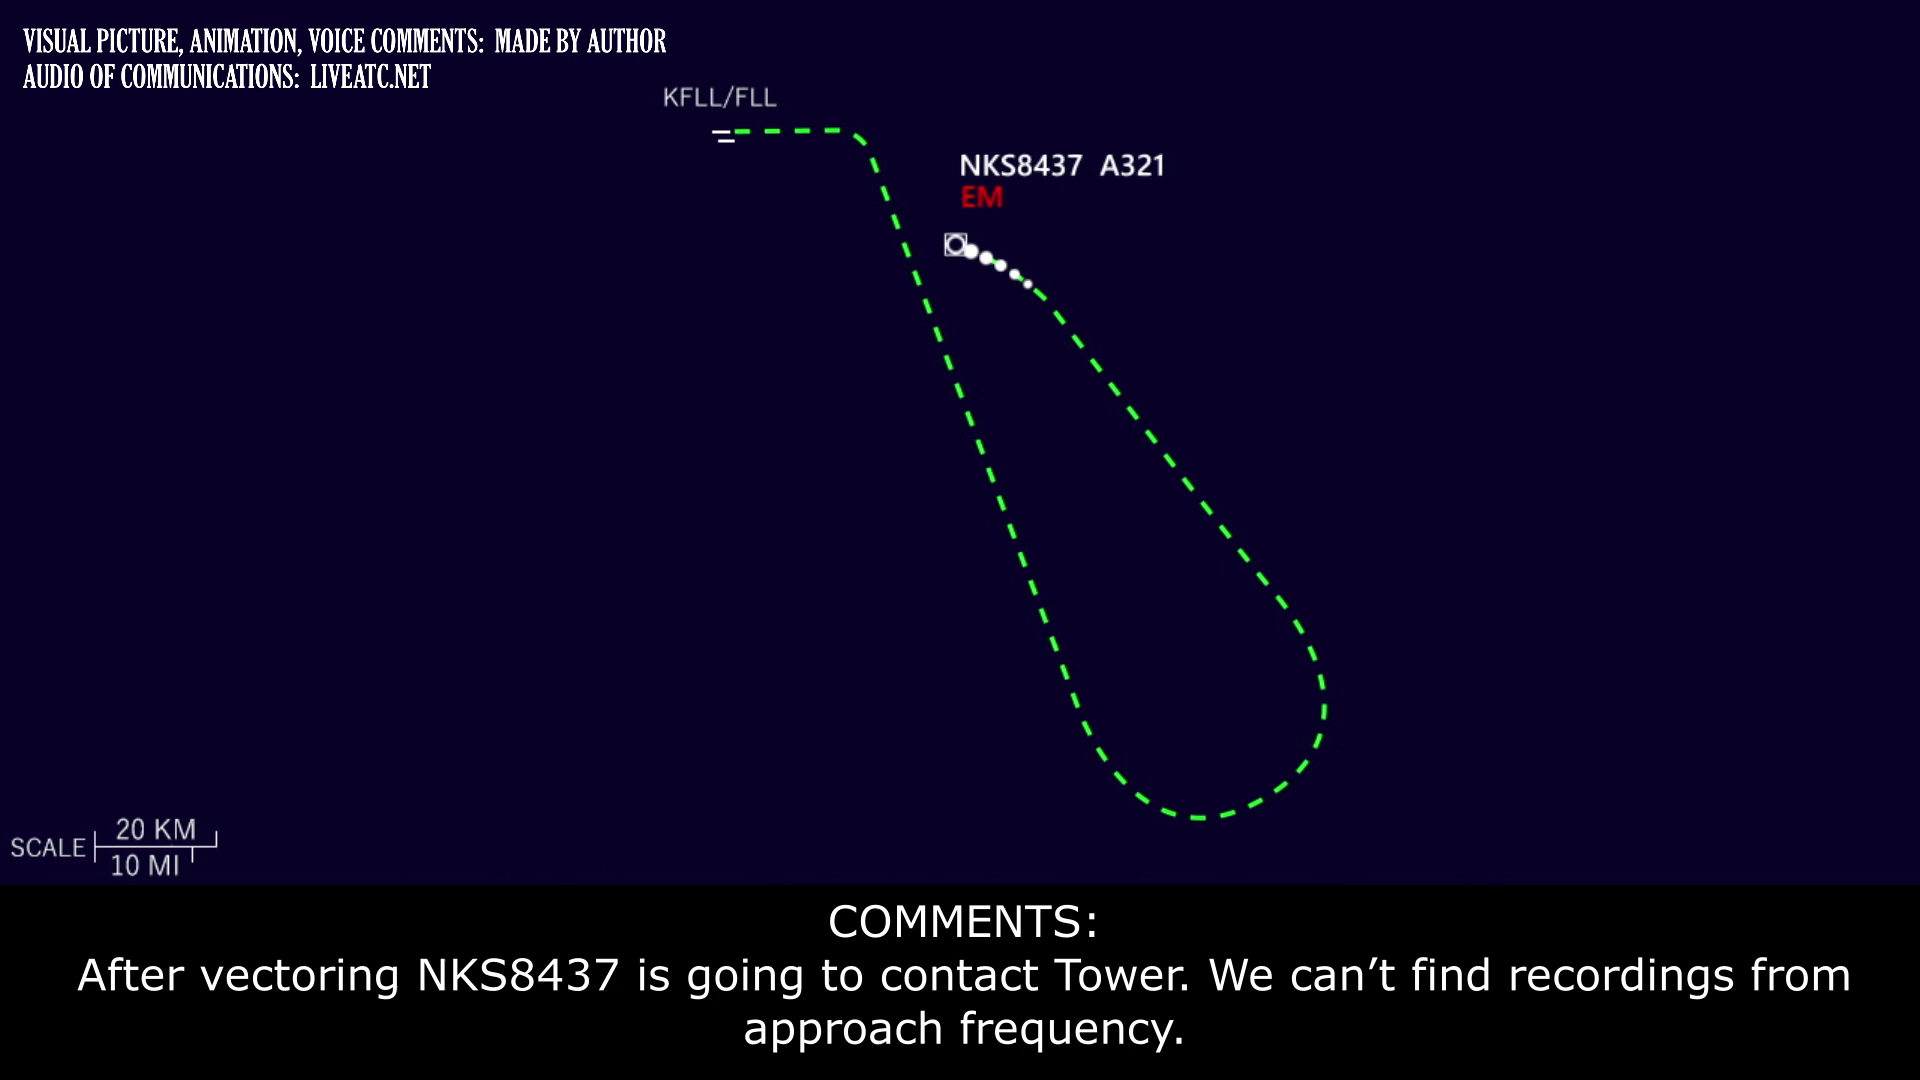 VISUAL PICTURE, ANIMATION, VOICE COMMENTS: MADE BY AUTHOR
AUDIO OF COMMUNICATIONS: LIVEATC.NET
KFLL/FLL
NKS8437 A321
EM
20 KM
SCALE
10 MI
COMMENTS:
After vectoring NKS8437 is going to contact Tower. We can’t find recordings from
approach frequency.